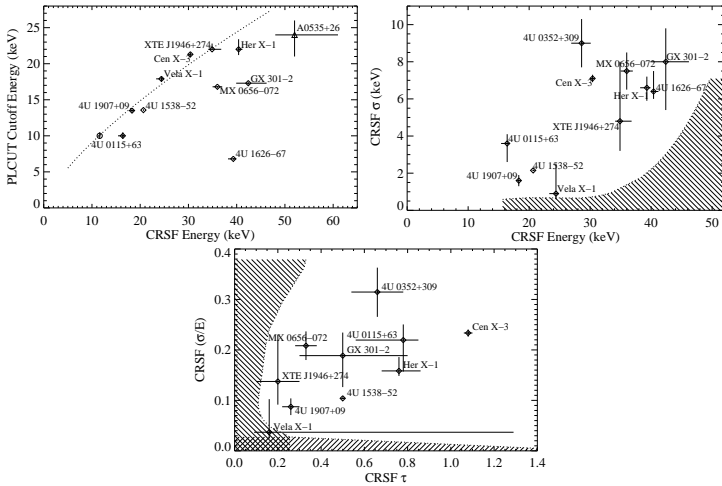 PLCUT Cutoff Energy (keV)
25
20
15
10
5
0
0 10 20 30 40 50 60
CRSF Energy (keV)
A0535+26
XTE J1946+274
Her X−1
Cen X−3
Vela X−1
GX 301−2
MX 0656−072
4U 1907+09
4U 1538−52
4U 0115+63
4U 1626−67
CRSF σ (keV)
10
8
6
4
2
0
0 10 20 30 40 50
CRSF Energy (keV)
4U 0352+309
MX 0656−072
GX 301−2
Cen X−3
Her X−1
4U 1626−67
XTE J1946+274
4U 0115+63
4U 1538−52
4U 1907+09
Vela X−1
CRSF (σ/E)
0.4
0.3
0.2
0.1
0.0
0.0 0.2 0.4 0.6 0.8 1.0 1.2 1.4
CRSF τ
4U 0352+309
Cen X−3
MX 0656−072
4U 0115+63
GX 301−2
Her X−1
XTE J1946+274
4U 1538−52
4U 1907+09
Vela X−1